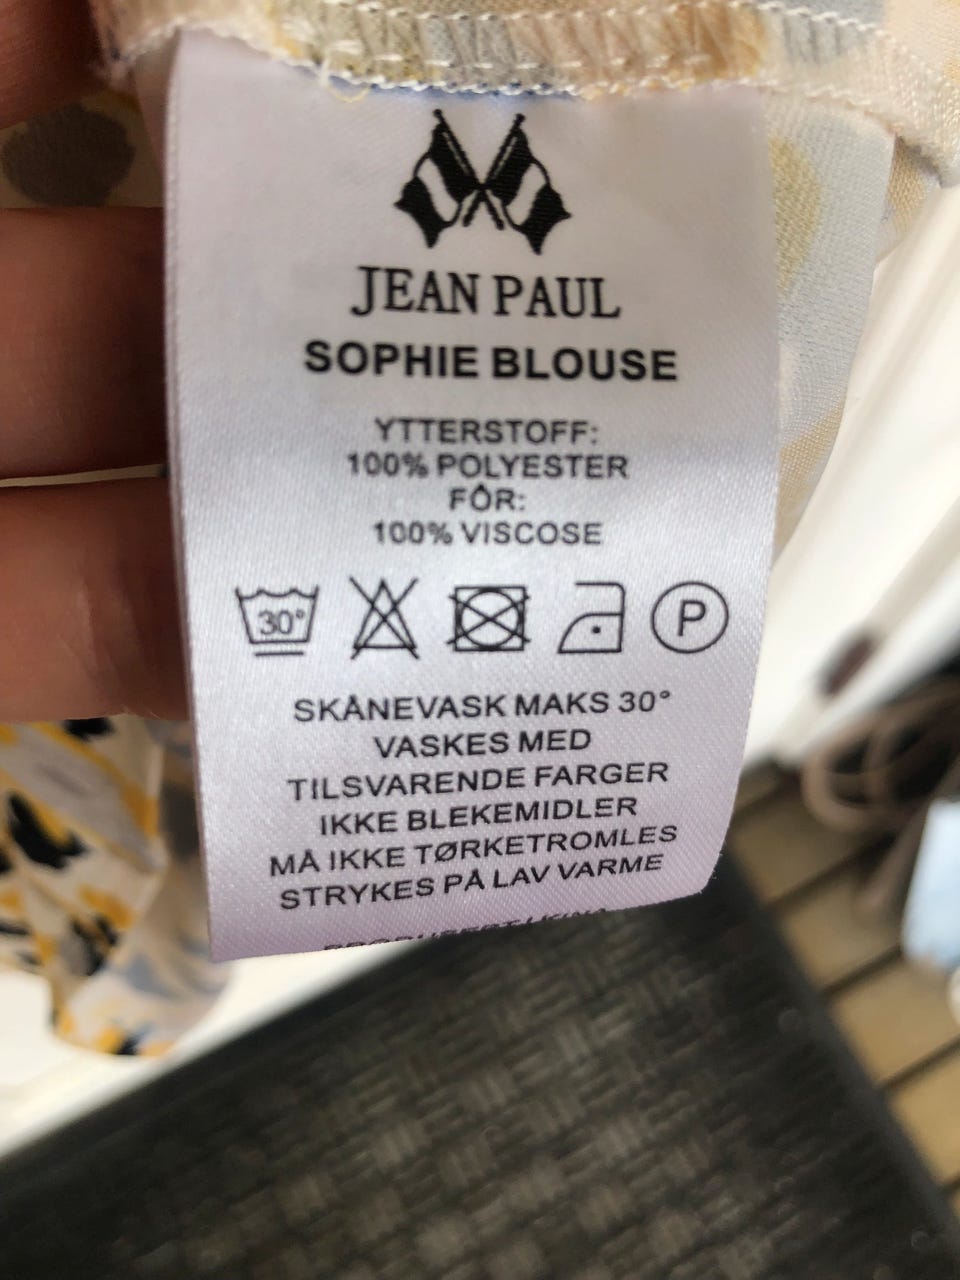 JEAN PAUL
SOPHIE BLOUSE
YTTERSTOFF:
100% POLYESTER
FÔR:
100% VISCOSE
30° P
SKÅNEVASK MAKS 30°
VASKES MED
TILSVARENDE FARGER
IKKE BLEKEMIDLER
MÅ IKKE TØRKETROMLES
STRYKES PÅ LAV VARME